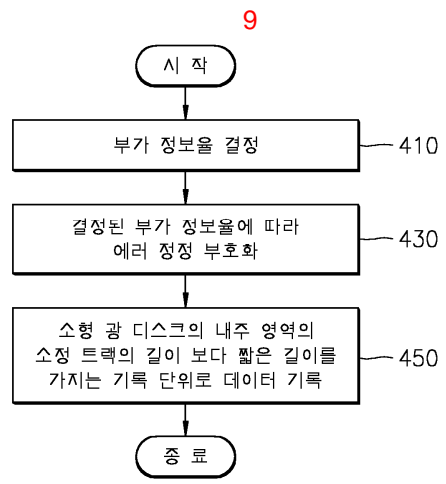 9
시 작
부가 정보율 결정
410
결정된 부가 정보율에 따라
에러 정정 부호화
430
소형 광 디스크의 내주 영역의
소정 트랙의 길이 보다 짧은 길이를
가지는 기록 단위로 데이터 기록
450
종 료